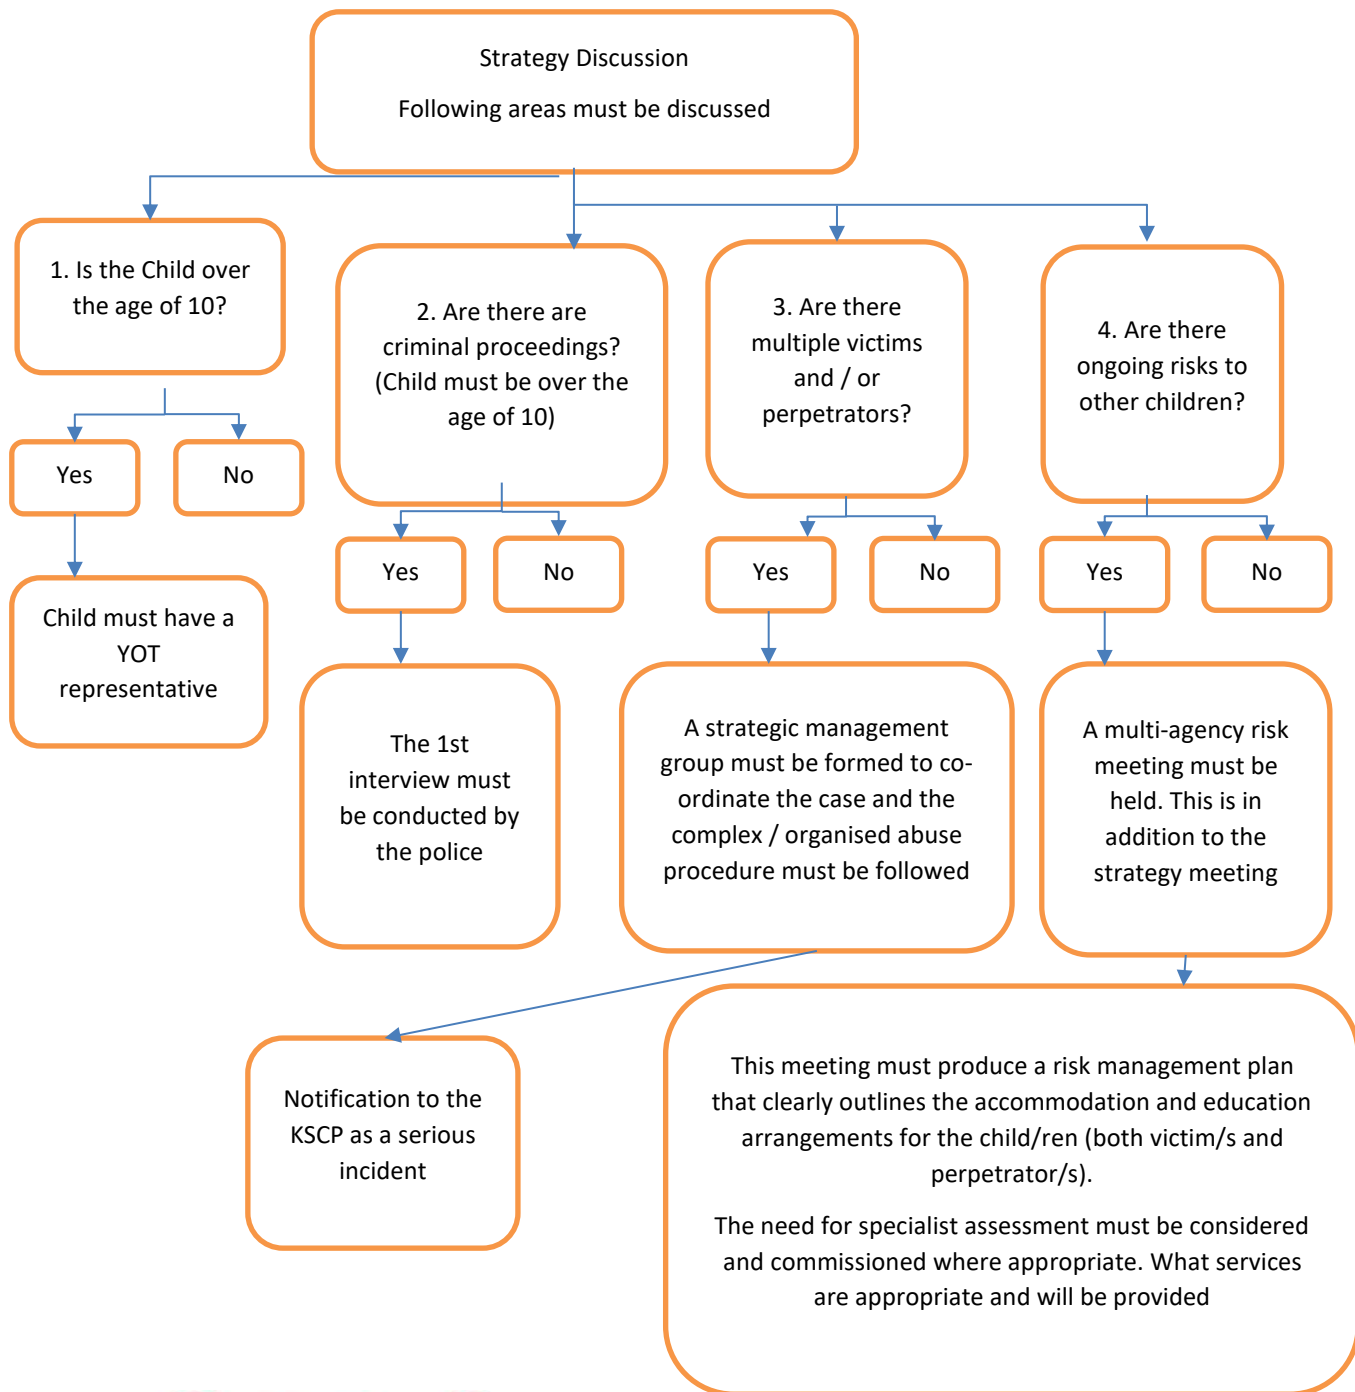 Strategy Discussion
Following areas must be discussed
1. Is the Child over
the age of 10?
Yes
No
Child must have a
YOT
representative
2. Are there are
criminal proceedings?
(Child must be over the
age of 10)
Yes
No
The 1st
interview must
be conducted by
the police
3. Are there
multiple victims
and / or
perpetrators?
Yes
No
A strategic management
group must be formed to co-
ordinate the case and the
complex / organised abuse
procedure must be followed
Notification to the
KSCP as a serious
incident
4. Are there
ongoing risks to
other children?
Yes
No
A multi-agency risk
meeting must be
held. This is in
addition to the
strategy meeting
This meeting must produce a risk management plan
that clearly outlines the accommodation and education
arrangements for the child/ren (both victim/s and
perpetrator/s).
The need for specialist assessment must be considered
and commissioned where appropriate. What services
are appropriate and will be provided